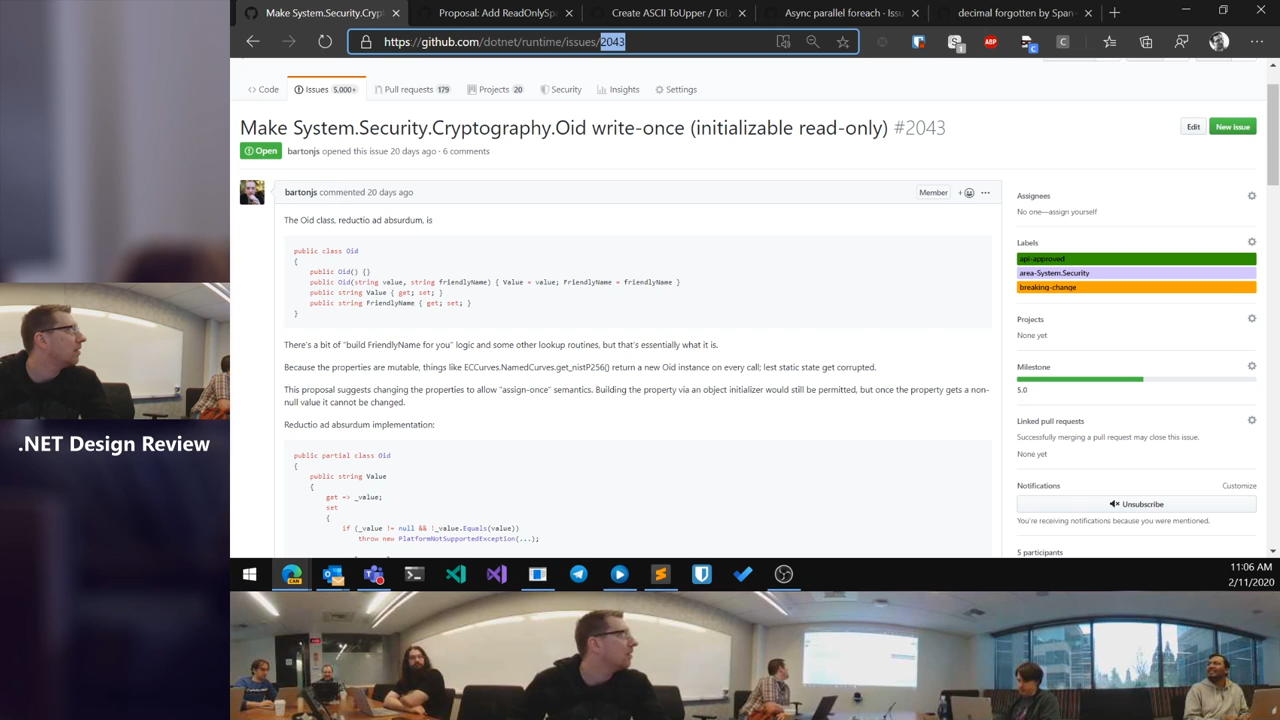 Make System.Security.Crypt
Proposal: Add ReadOnlySp
Create ASCII ToUpper / ToL
Async parallel foreach - Issu
decimal forgotten by Span
https://github.com/dotnet/runtime/issues/2043
Code
Issues 5,000+
Pull requests 179
Projects 20
Security
Insights
Settings
Make System.Security.Cryptography.Oid write-once (initializable read-only) #2043
Edit
New issue
Open
bartonjs opened this issue 20 days ago · 6 comments
bartonjs commented 20 days ago
Member
The Oid class, reductio ad absurdum, is
public class Oid
{
public Oid() {}
public Oid(string value, string friendlyName) { Value = value; FriendlyName = friendlyName }
public string Value { get; set; }
public string FriendlyName { get; set; }
}
There's a bit of "build FriendlyName for you" logic and some other lookup routines, but that's essentially what it is.
Because the properties are mutable, things like ECCurves.NamedCurves.get_nistP256() return a new Oid instance on every call; lest static state get corrupted.
This proposal suggests changing the properties to allow "assign-once" semantics. Building the property via an object initializer would still be permitted, but once the property gets a non-
null value it cannot be changed.
Reductio ad absurdum implementation:
public partial class Oid
{
public string Value
{
get => _value;
set
{
if (_value != null && !_value.Equals(value))
throw new PlatformNotSupportedException(...);
Assignees
No one—assign yourself
Labels
api-approved
area-System.Security
breaking-change
Projects
None yet
Milestone
5.0
Linked pull requests
Successfully merging a pull request may close this issue.
None yet
Notifications
Customize
Unsubscribe
You're receiving notifications because you were mentioned.
5 participants
.NET Design Review
11:06 AM
2/11/2020